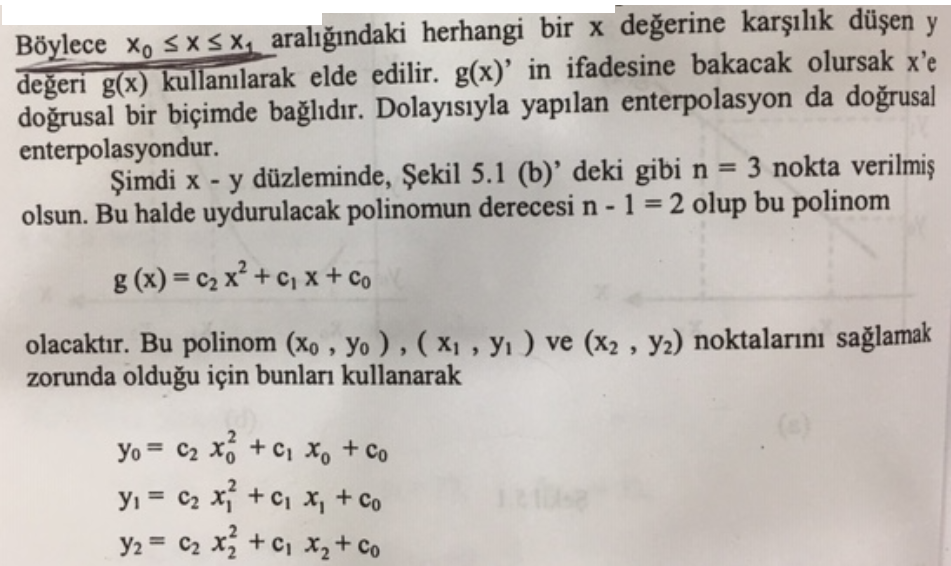 Böylece x₀ ≤ x ≤ x₁ aralığındaki herhangi bir x değerine karşılık düşen y
değeri g(x) kullanılarak elde edilir. g(x)' in ifadesine bakacak olursak x'e
doğrusal bir biçimde bağlıdır. Dolayısıyla yapılan enterpolasyon da doğrusal
enterpolasyondur.
Şimdi x - y düzleminde, Şekil 5.1 (b)' deki gibi n = 3 nokta verilmiş
olsun. Bu halde uydurulacak polinomun derecesi n - 1 = 2 olup bu polinom
g (x) = c₂ x² + c₁ x + c₀
olacaktır. Bu polinom (x₀ , y₀ ) , ( x₁ , y₁ ) ve (x₂ , y₂) noktalarını sağlamak
zorunda olduğu için bunları kullanarak
y₀ = c₂ x₀² + c₁ x₀ + c₀
y₁ = c₂ x₁² + c₁ x₁ + c₀
y₂ = c₂ x₂² + c₁ x₂ + c₀